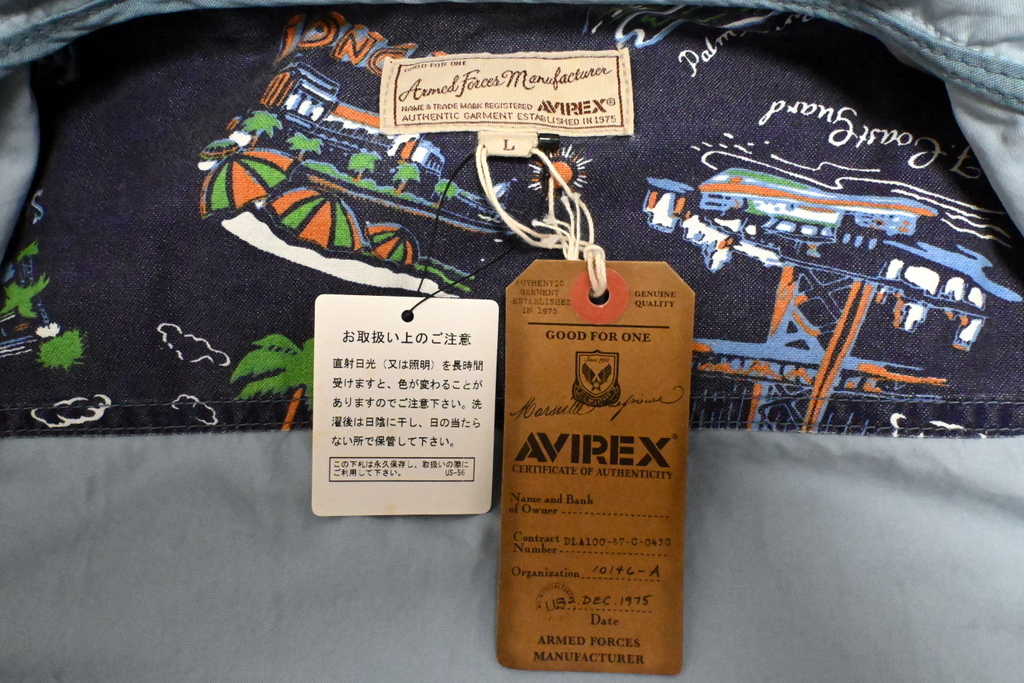 GOOD FOR ONE
Armed Forces Manufacturer
NAME & TRADE MARK REGISTERED AVIREX®
AUTHENTIC GARMENT ESTABLISHED IN 1975
L
Palm
Coast Guard
お取扱い上のご注意
直射日光（又は照明）を長時間
受けますと、色が変わることが
ありますのでご注意下さい。洗
濯後は日陰に干し、日の当たら
ない所で保管して下さい。
この下札は永久保存し、取扱いの際に
ご利用して下さい。 US-56
AUTHENTIC
GARMENT
ESTABLISHED
IN 1975
GENUINE
QUALITY
GOOD FOR ONE
AVIREX®
CERTIFICATE OF AUTHENTICITY
Name and Bank
of Owner
Contract
Number DLA100-87-C-0430
Organization 10146-A
DEC. 1975
Date
ARMED FORCES
MANUFACTURER